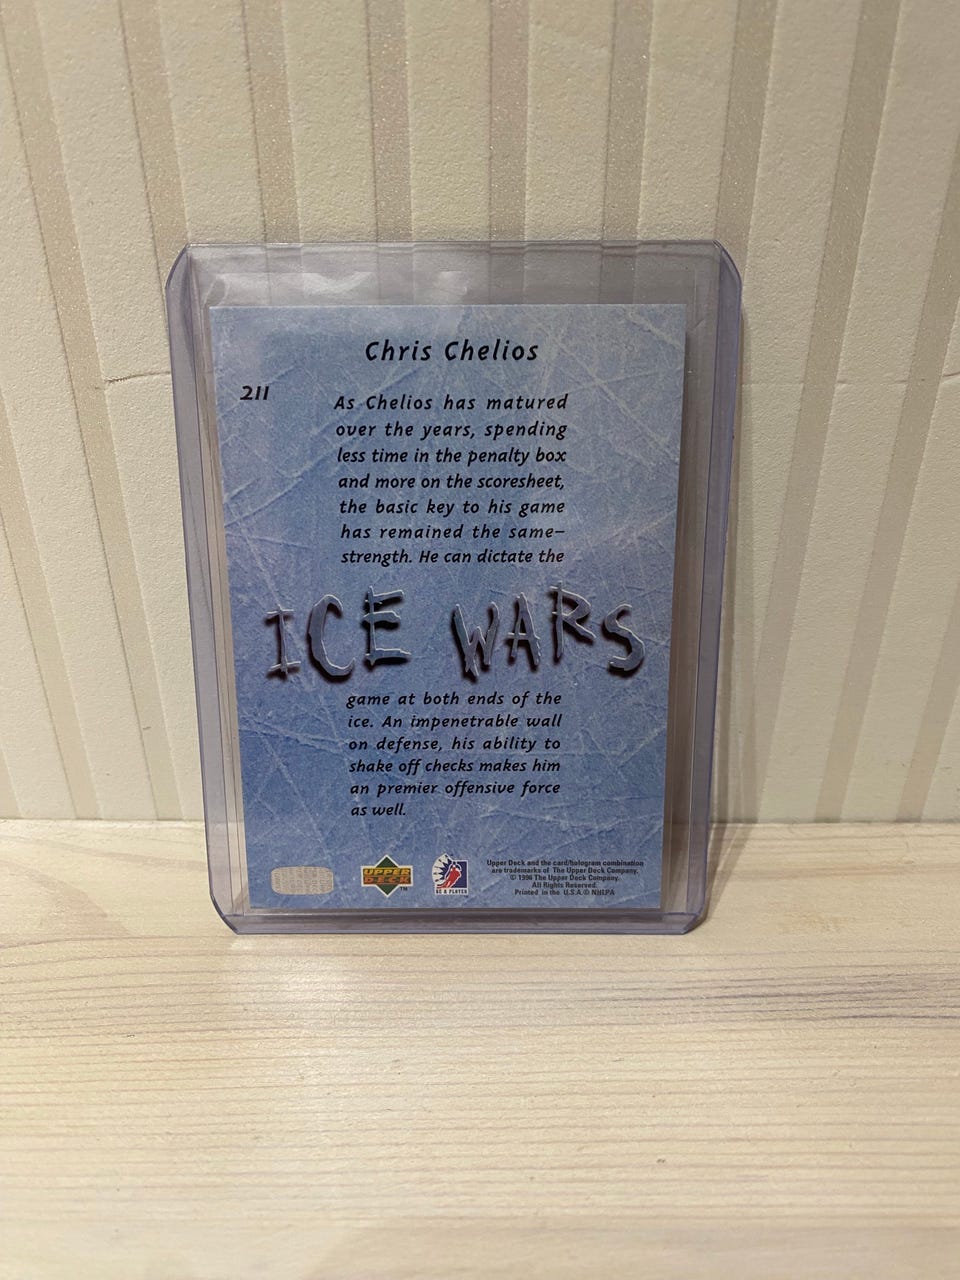 Chris Chelios
211
As Chelios has matured
over the years, spending
less time in the penalty box
and more on the scoresheet,
the basic key to his game
has remained the same–
strength. He can dictate the
ICE WARS
game at both ends of the
ice. An impenetrable wall
on defense, his ability to
shake off checks makes him
an premier offensive force
as well.
UPPER
DECK
TM
BE A PLAYER
Upper Deck and the card/hologram combination
are trademarks of The Upper Deck Company.
© 1996 The Upper Deck Company.
All Rights Reserved.
Printed in the U.S.A.© NHLPA